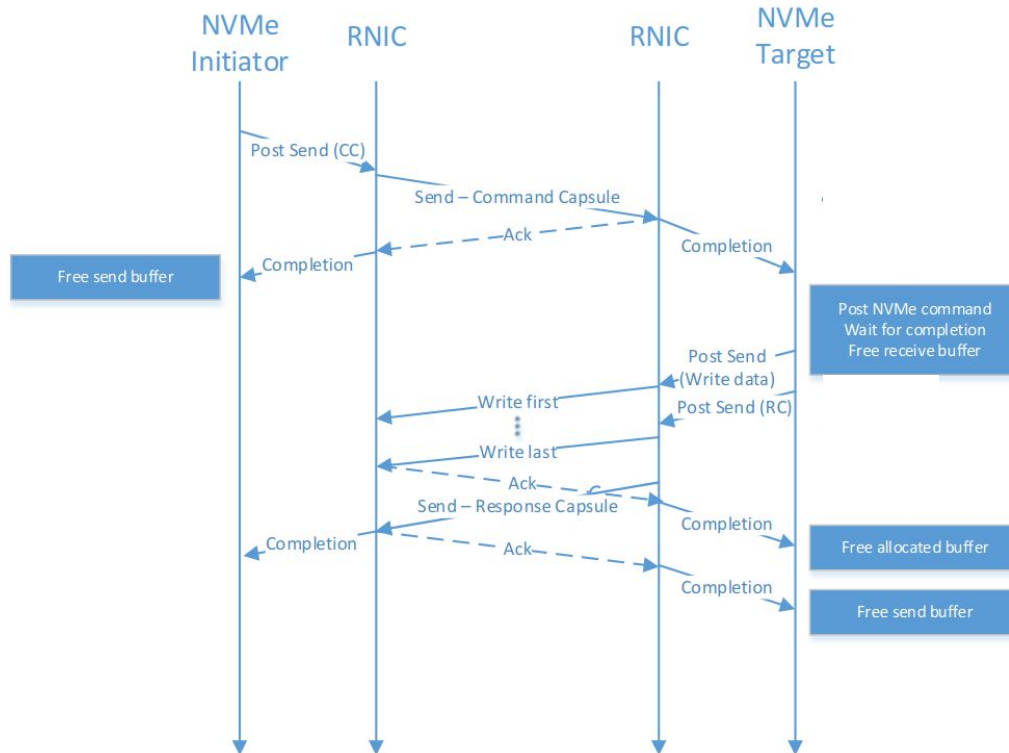 NVMe
Initiator
RNIC
RNIC
NVMe
Target
Post Send (CC)
Send – Command Capsule
Ack
Completion
Completion
Free send buffer
Post NVMe command
Wait for completion
Free receive buffer
Post Send
(Write data)
Write first
Post Send (RC)
Write last
Ack
Send – Response Capsule
Completion
Completion
Free allocated buffer
Ack
Completion
Free send buffer